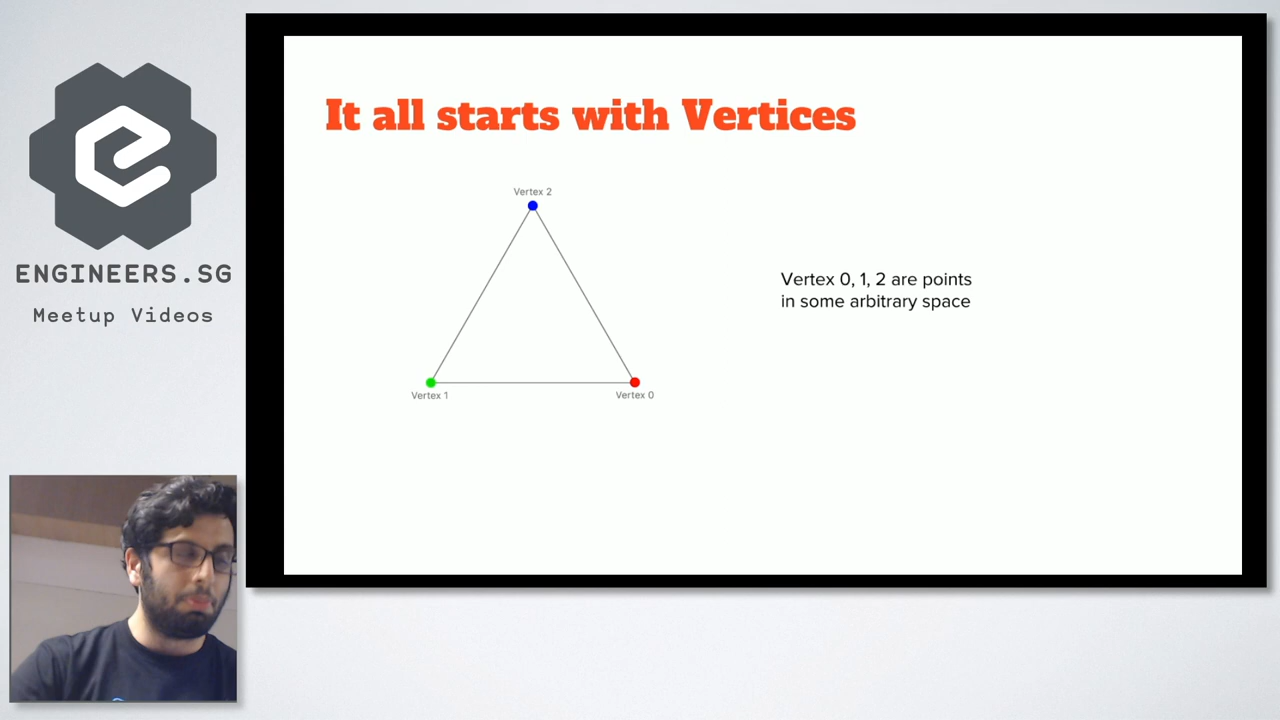 ENGINEERS.SG
Meetup Videos
It all starts with Vertices
Vertex 2
Vertex 1
Vertex 0
Vertex 0, 1, 2 are points
in some arbitrary space